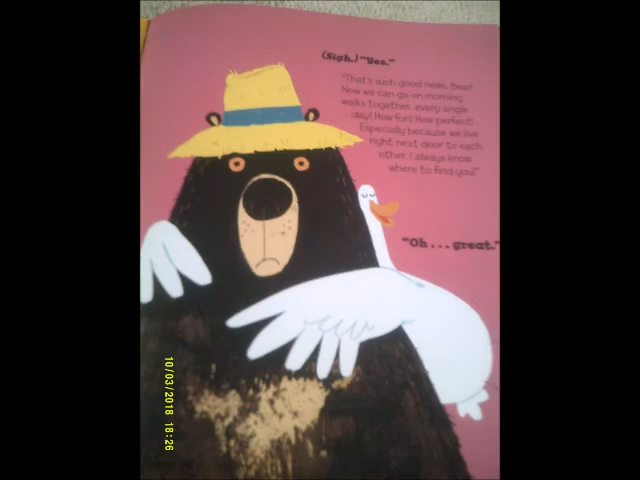 (Sigh.) "Yes."
"That's such good news, Bear!
Now we can go on morning
walks together, every single
day! How fun! How perfect!
Especially because we live
right next door to each
other. I always know
where to find you!"
"Oh . . . great."
10/03/2018 18:26